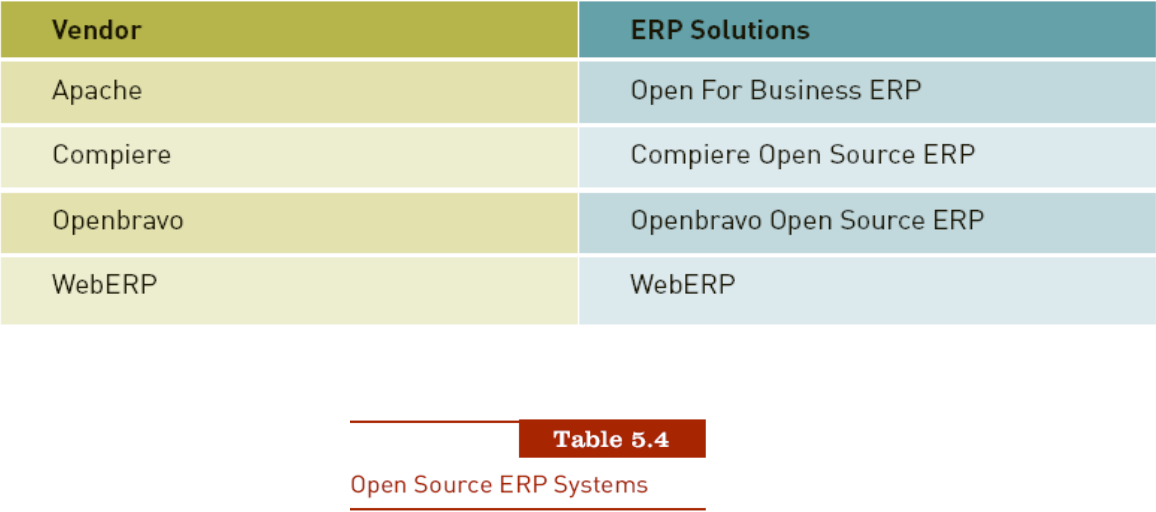 Vendor ERP Solutions
Apache Open For Business ERP
Compiere Compiere Open Source ERP
Openbravo Openbravo Open Source ERP
WebERP WebERP
Table 5.4
Open Source ERP Systems